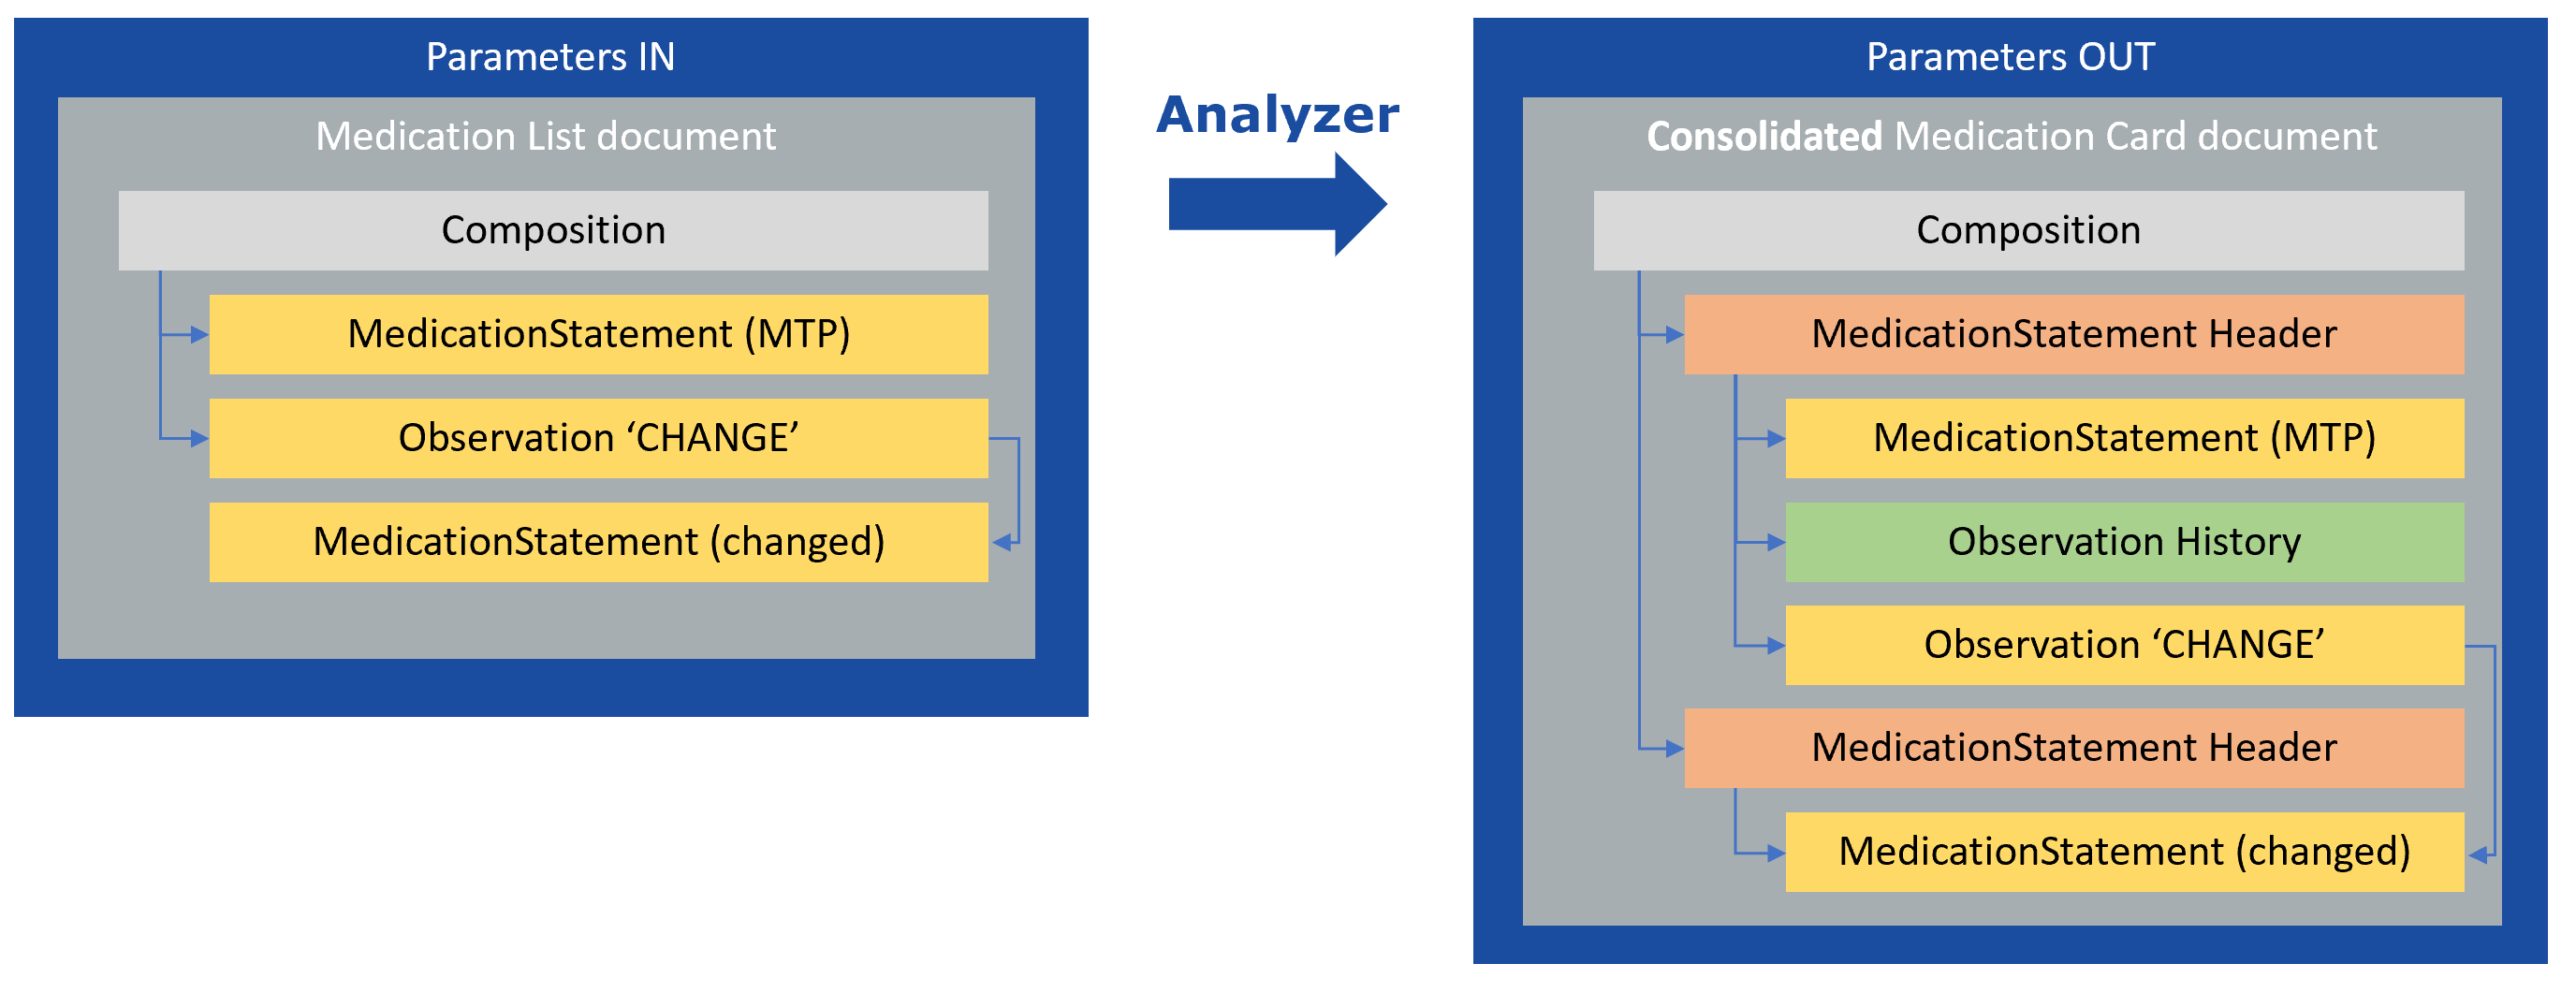 Parameters IN
Medication List document
Composition
MedicationStatement (MTP)
Observation ‘CHANGE’
MedicationStatement (changed)
Analyzer
Parameters OUT
Consolidated Medication Card document
Composition
MedicationStatement Header
MedicationStatement (MTP)
Observation History
Observation ‘CHANGE’
MedicationStatement Header
MedicationStatement (changed)